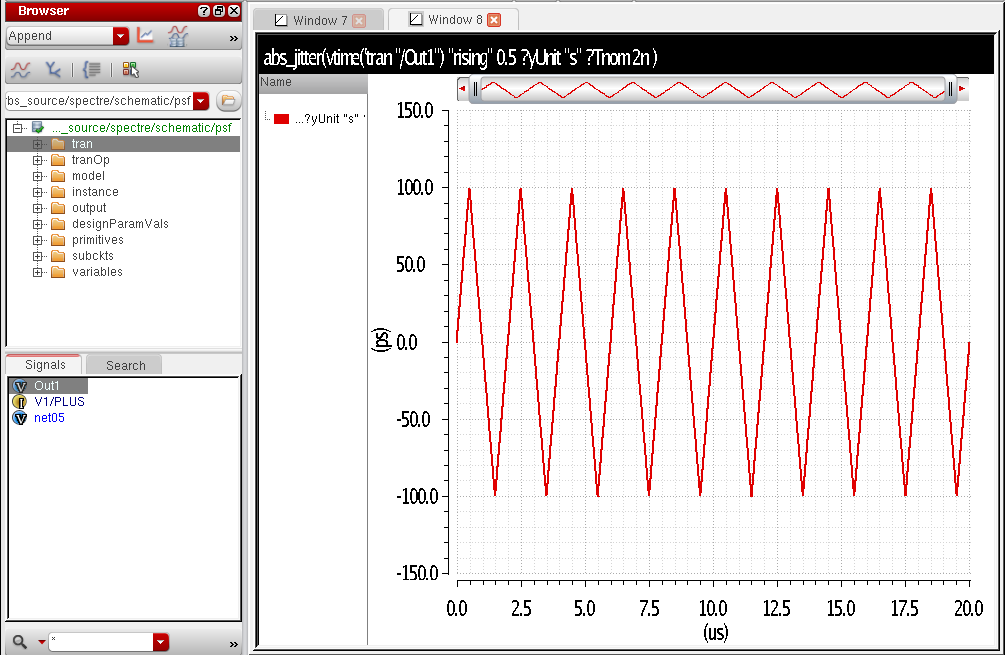 Browser
Append
»
bs_source/spectre/schematic/psf
..._source/spectre/schematic/psf
tran
tranOp
model
instance
output
designParamVals
primitives
subckts
variables
Signals
Search
Out1
V1/PLUS
net05
*
»
Window 7
Window 8
abs_jitter(vtime('tran "/Out1") "rising" 0.5 ?yUnit "s" ?Tnom 2n )
Name
...?yUnit "s" '
150.0
100.0
50.0
0.0
-50.0
-100.0
-150.0
(ps)
0.0 2.5 5.0 7.5 10.0 12.5 15.0 17.5 20.0
(us)